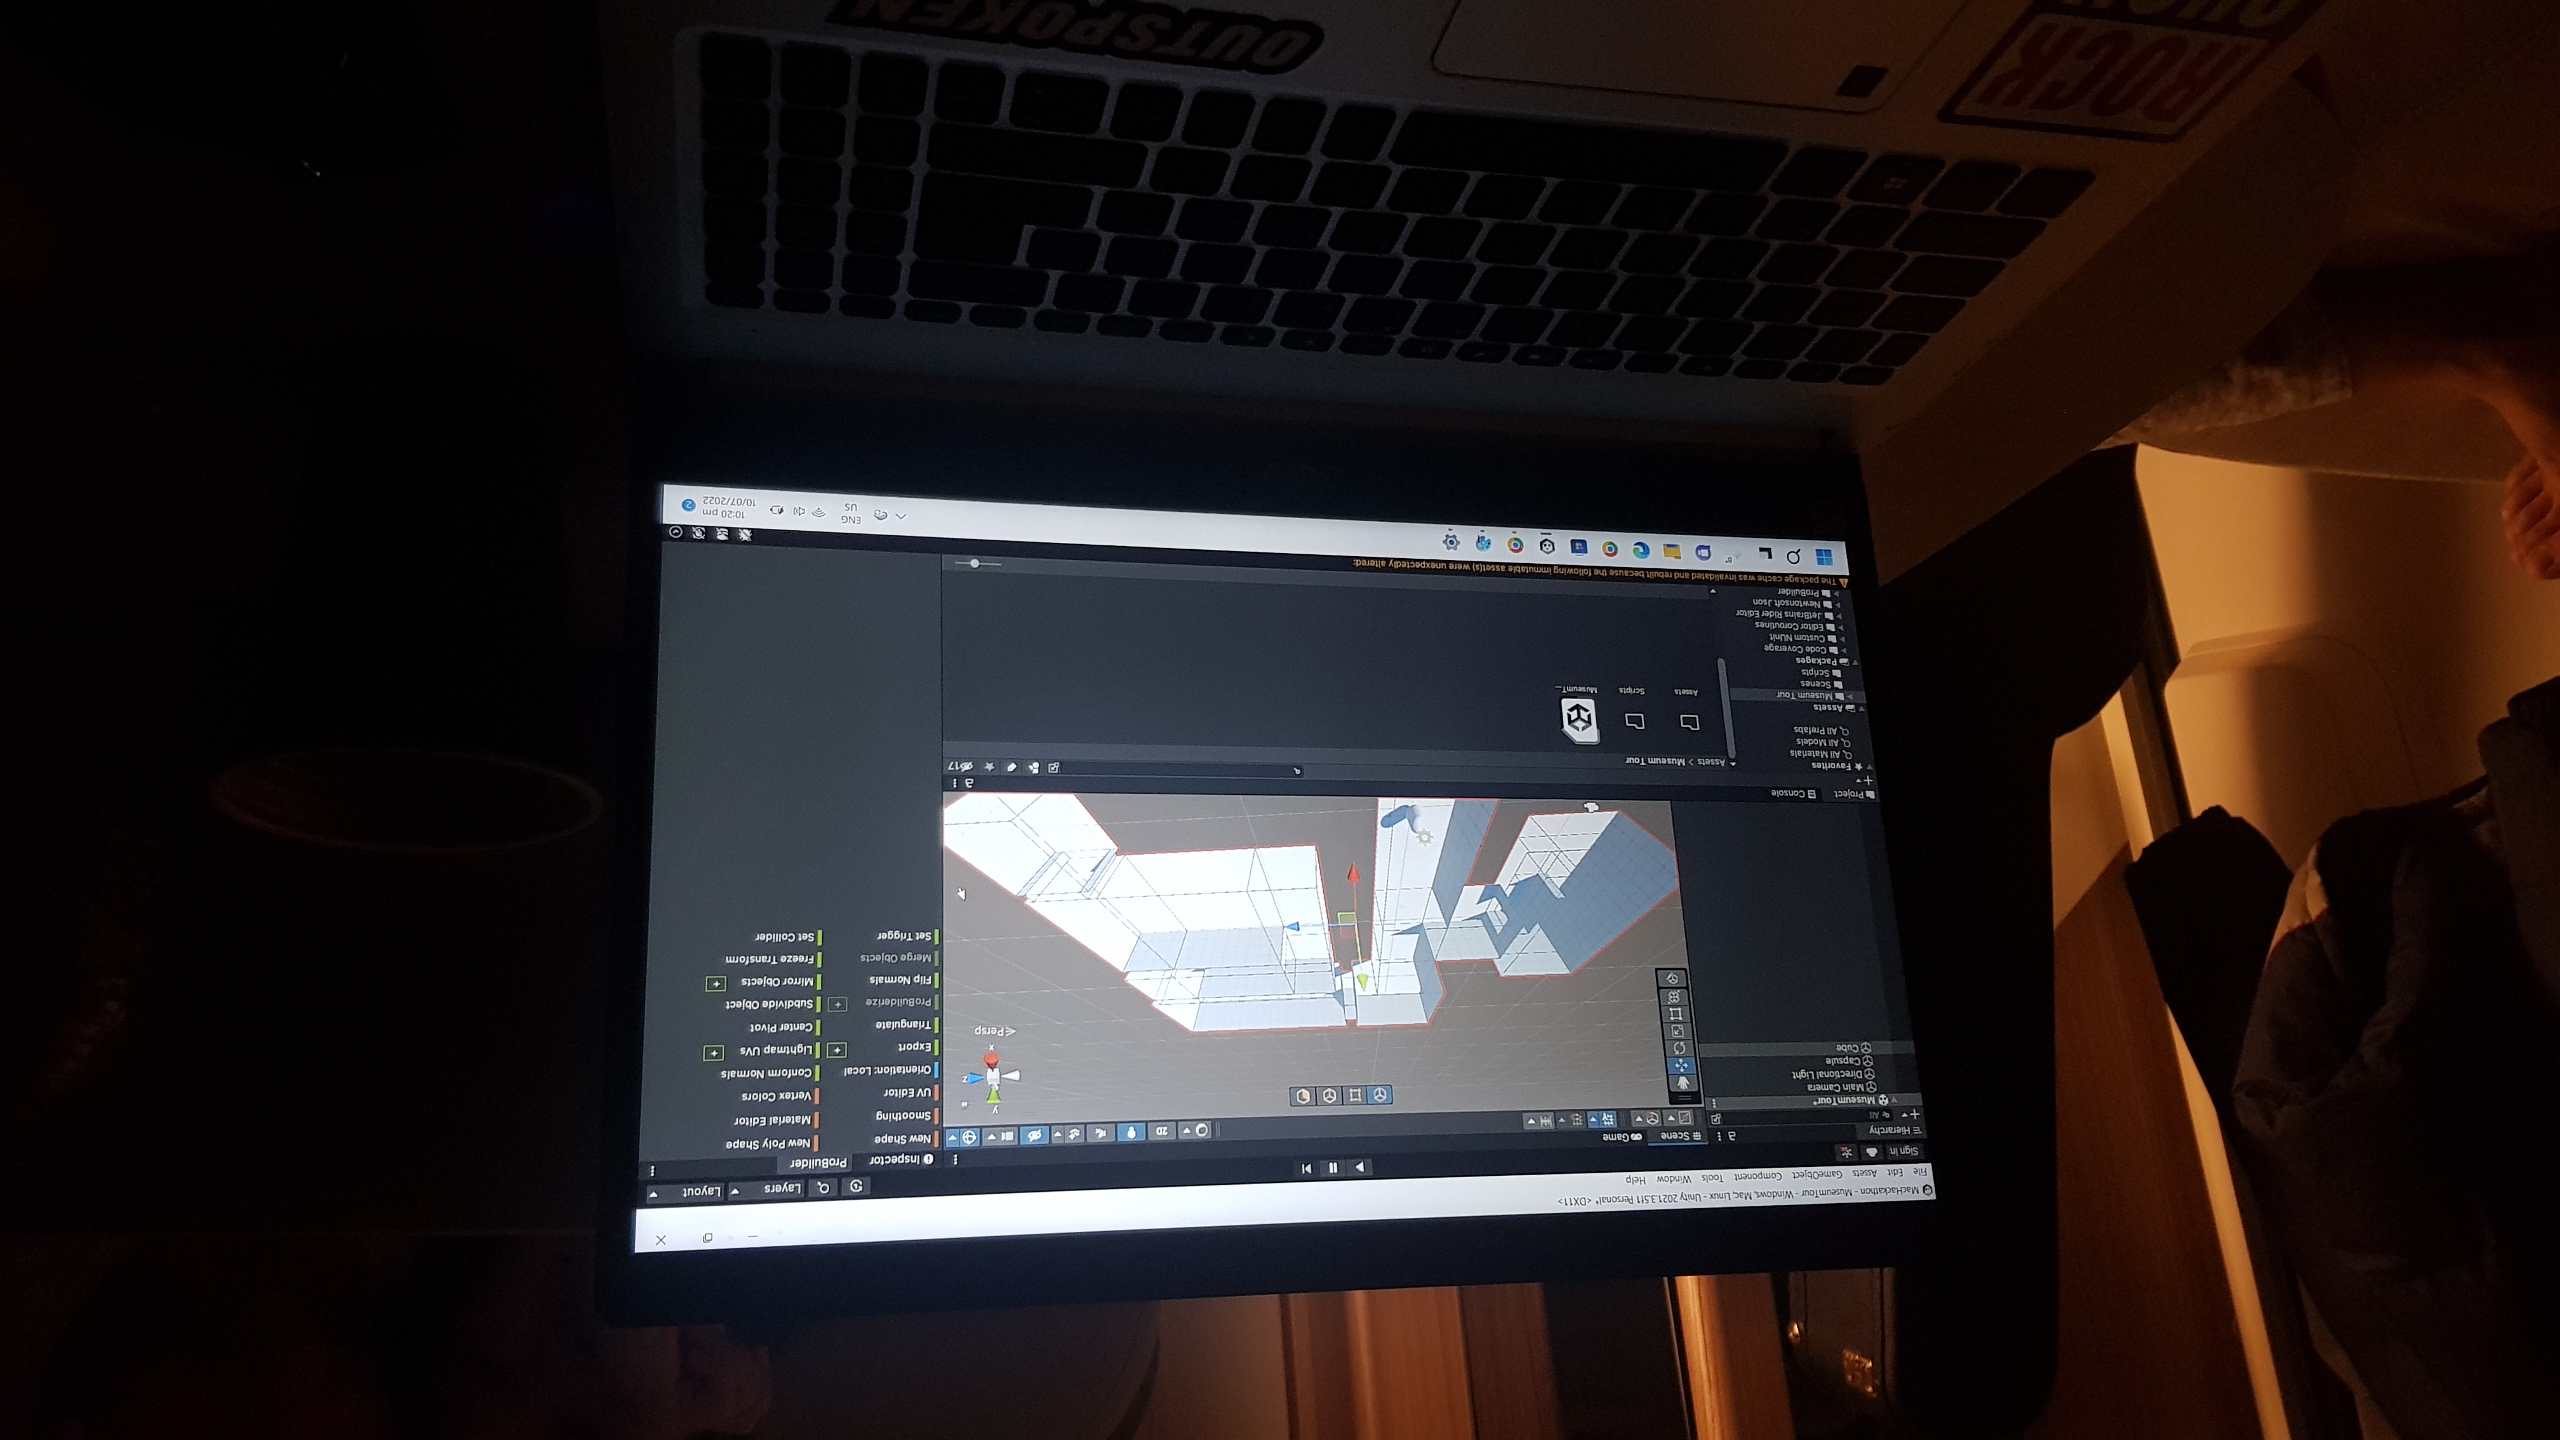 MacHackathon - MuseumTour - Windows, Mac, Linux - Unity 2021.3.5f1 Personal* <DX11>
File Edit Assets GameObject Component Tools Window Help
Sign in
Layers
Layout
Hierarchy
All
MuseumTour*
Main Camera
Directional Light
Capsule
Cube
Scene
Game
2D
y
x
z
Persp
Inspector
ProBuilder
New Shape
New Poly Shape
Smoothing
Material Editor
UV Editor
Vertex Colors
Orientation: Local
Conform Normals
Export
Lightmap UVs
Triangulate
Center Pivot
ProBuilderize
Subdivide Object
Flip Normals
Mirror Objects
Merge Objects
Freeze Transform
Set Trigger
Set Collider
Project
Console
17
Favorites
All Materials
All Models
All Prefabs
Assets
Museum Tour
Scenes
Scripts
Packages
Code Coverage
Custom NUnit
Editor Coroutines
JetBrains Rider Editor
Newtonsoft Json
ProBuilder
Assets > Museum Tour
Assets
Scripts
MuseumT...
The package cache was invalidated and rebuilt because the following immutable asset(s) were unexpectedly altered:
8°
ENG
US
10:20 pm
10/07/2022
2
ROCK
OUTSPOKEN